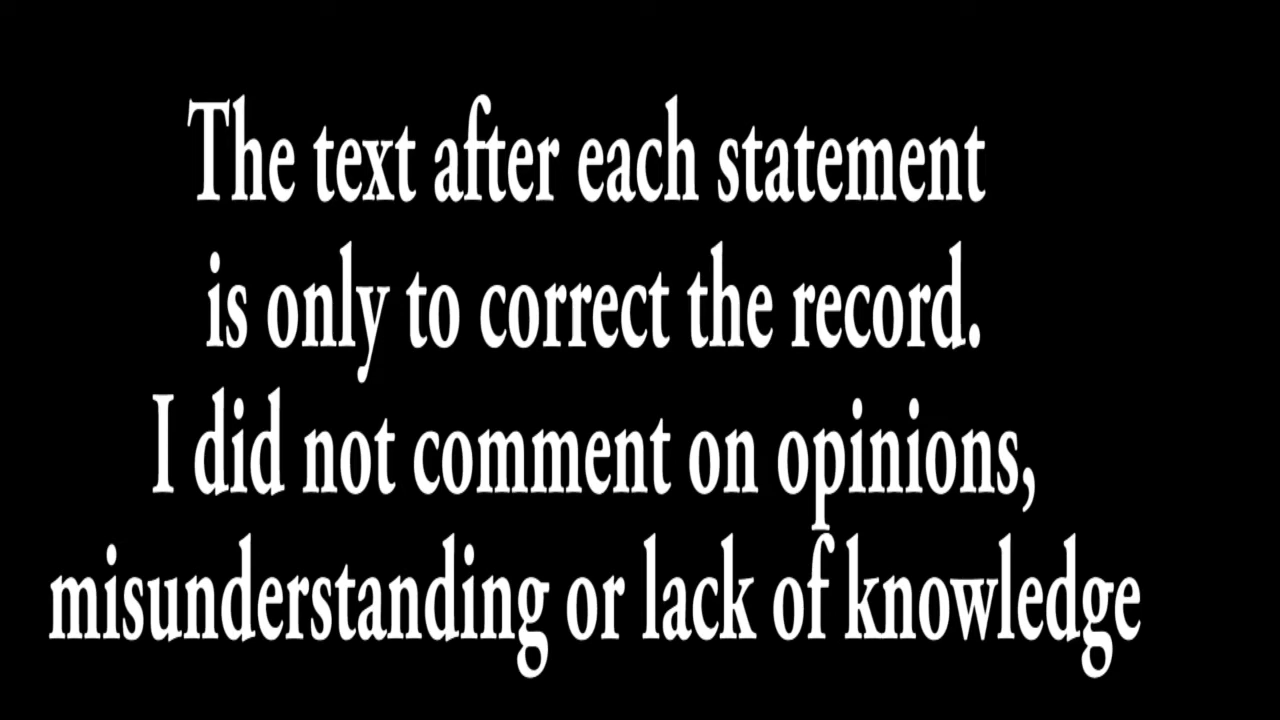 The text after each statement
is only to correct the record.
I did not comment on opinions,
misunderstanding or lack of knowledge